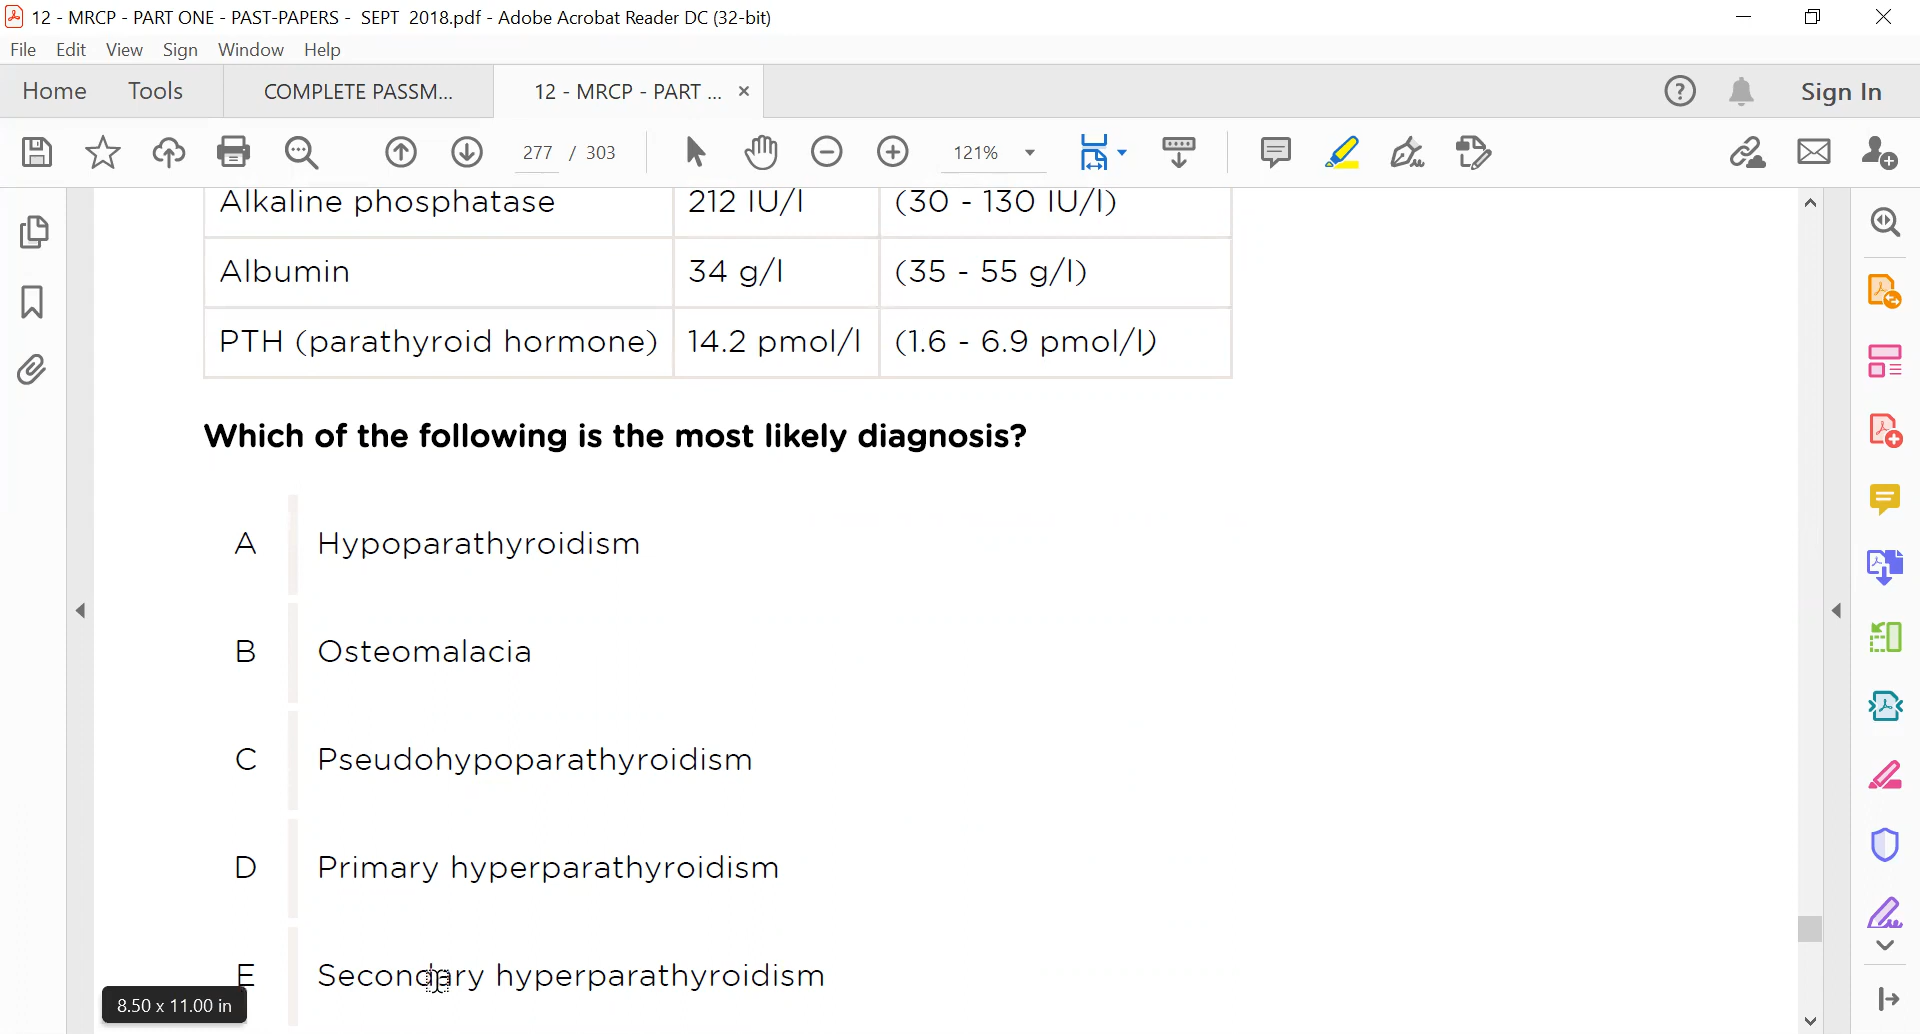 12 - MRCP - PART ONE - PAST-PAPERS - SEPT 2018.pdf - Adobe Acrobat Reader DC (32-bit)
File Edit View Sign Window Help
Home Tools COMPLETE PASSM... 12 - MRCP - PART ... × Sign In
277 / 303 121%
Alkaline phosphatase 212 IU/l (30 - 130 IU/l)
Albumin 34 g/l (35 - 55 g/l)
PTH (parathyroid hormone) 14.2 pmol/l (1.6 - 6.9 pmol/l)
Which of the following is the most likely diagnosis?
A Hypoparathyroidism
B Osteomalacia
C Pseudohypoparathyroidism
D Primary hyperparathyroidism
E Secondary hyperparathyroidism
8.50 x 11.00 in